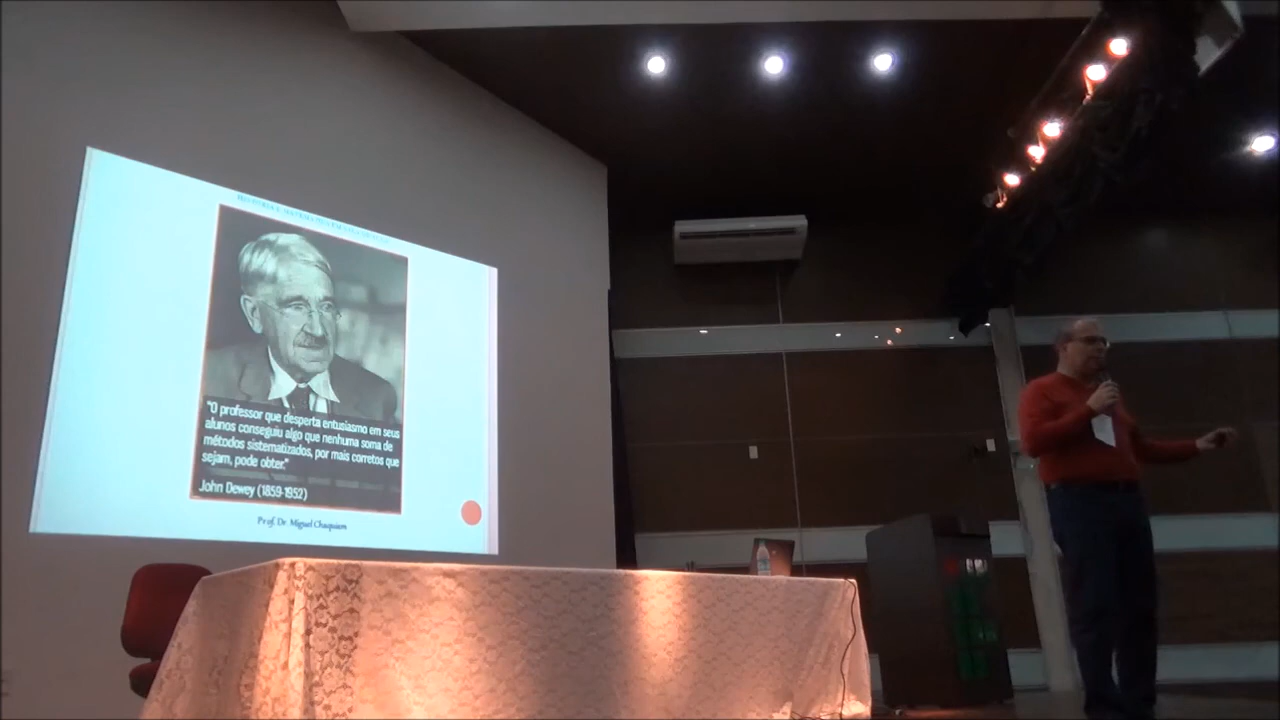 "O professor que desperta entusiasmo em seus
alunos conseguiu algo que nenhuma soma de
métodos sistematizados, por mais corretos que
sejam, pode obter."
John Dewey (1859-1952)
Prof. Dr. Miguel Chaquiam